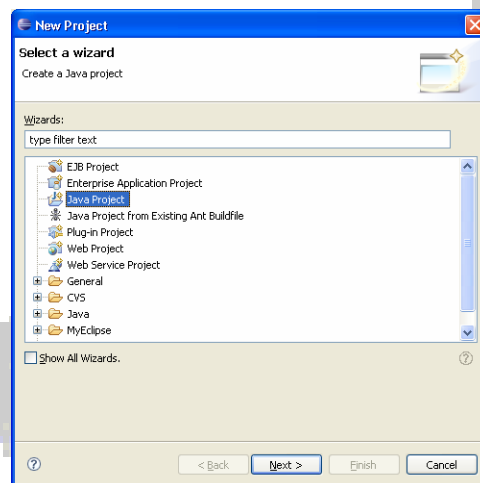 New Project
Select a wizard
Create a Java project
Wizards:
type filter text
EJB Project
Enterprise Application Project
Java Project
Java Project from Existing Ant Buildfile
Plug-in Project
Web Project
Web Service Project
General
CVS
Java
MyEclipse
Show All Wizards.
< Back
Next >
Finish
Cancel